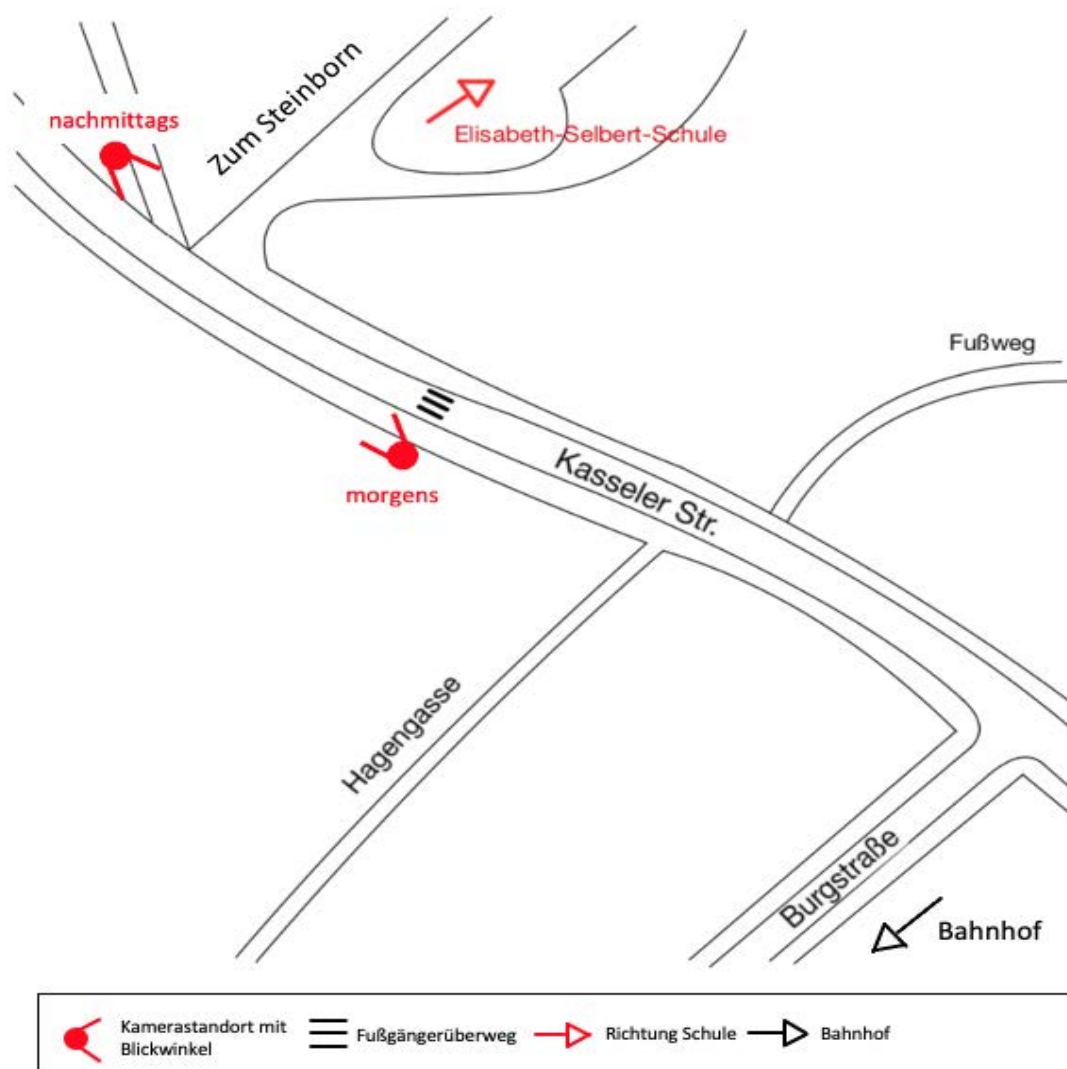 nachmittags
Zum Steinborn
Elisabeth-Selbert-Schule
Fußweg
Kasseler Str.
morgens
Hagengasse
Burgstraße
Bahnhof
Kamerastandort mit
Blickwinkel
Fußgängerüberweg
Richtung Schule
Bahnhof